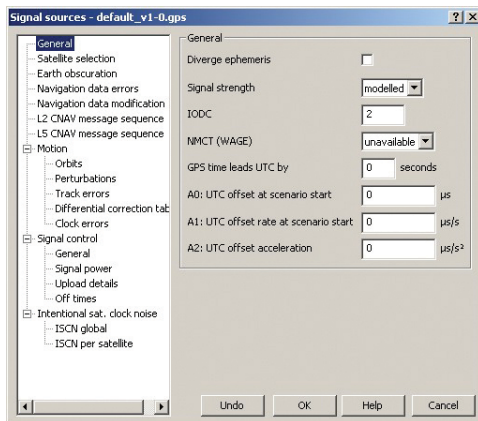 Signal sources - default_v1-0.gps
General
Satellite selection
Earth obscuration
Navigation data errors
Navigation data modification
L2 CNAV message sequence
L5 CNAV message sequence
Motion
Orbits
Perturbations
Track errors
Differential correction tab
Clock errors
Signal control
General
Signal power
Upload details
Off times
Intentional sat. clock noise
ISCN global
ISCN per satellite
General
Diverge ephemeris
Signal strength modelled
IODC 2
NMCT (WAGE) unavailable
GPS time leads UTC by 0 seconds
A0: UTC offset at scenario start 0 µs
A1: UTC offset rate at scenario start 0 µs/s
A2: UTC offset acceleration 0 µs/s²
Undo OK Help Cancel